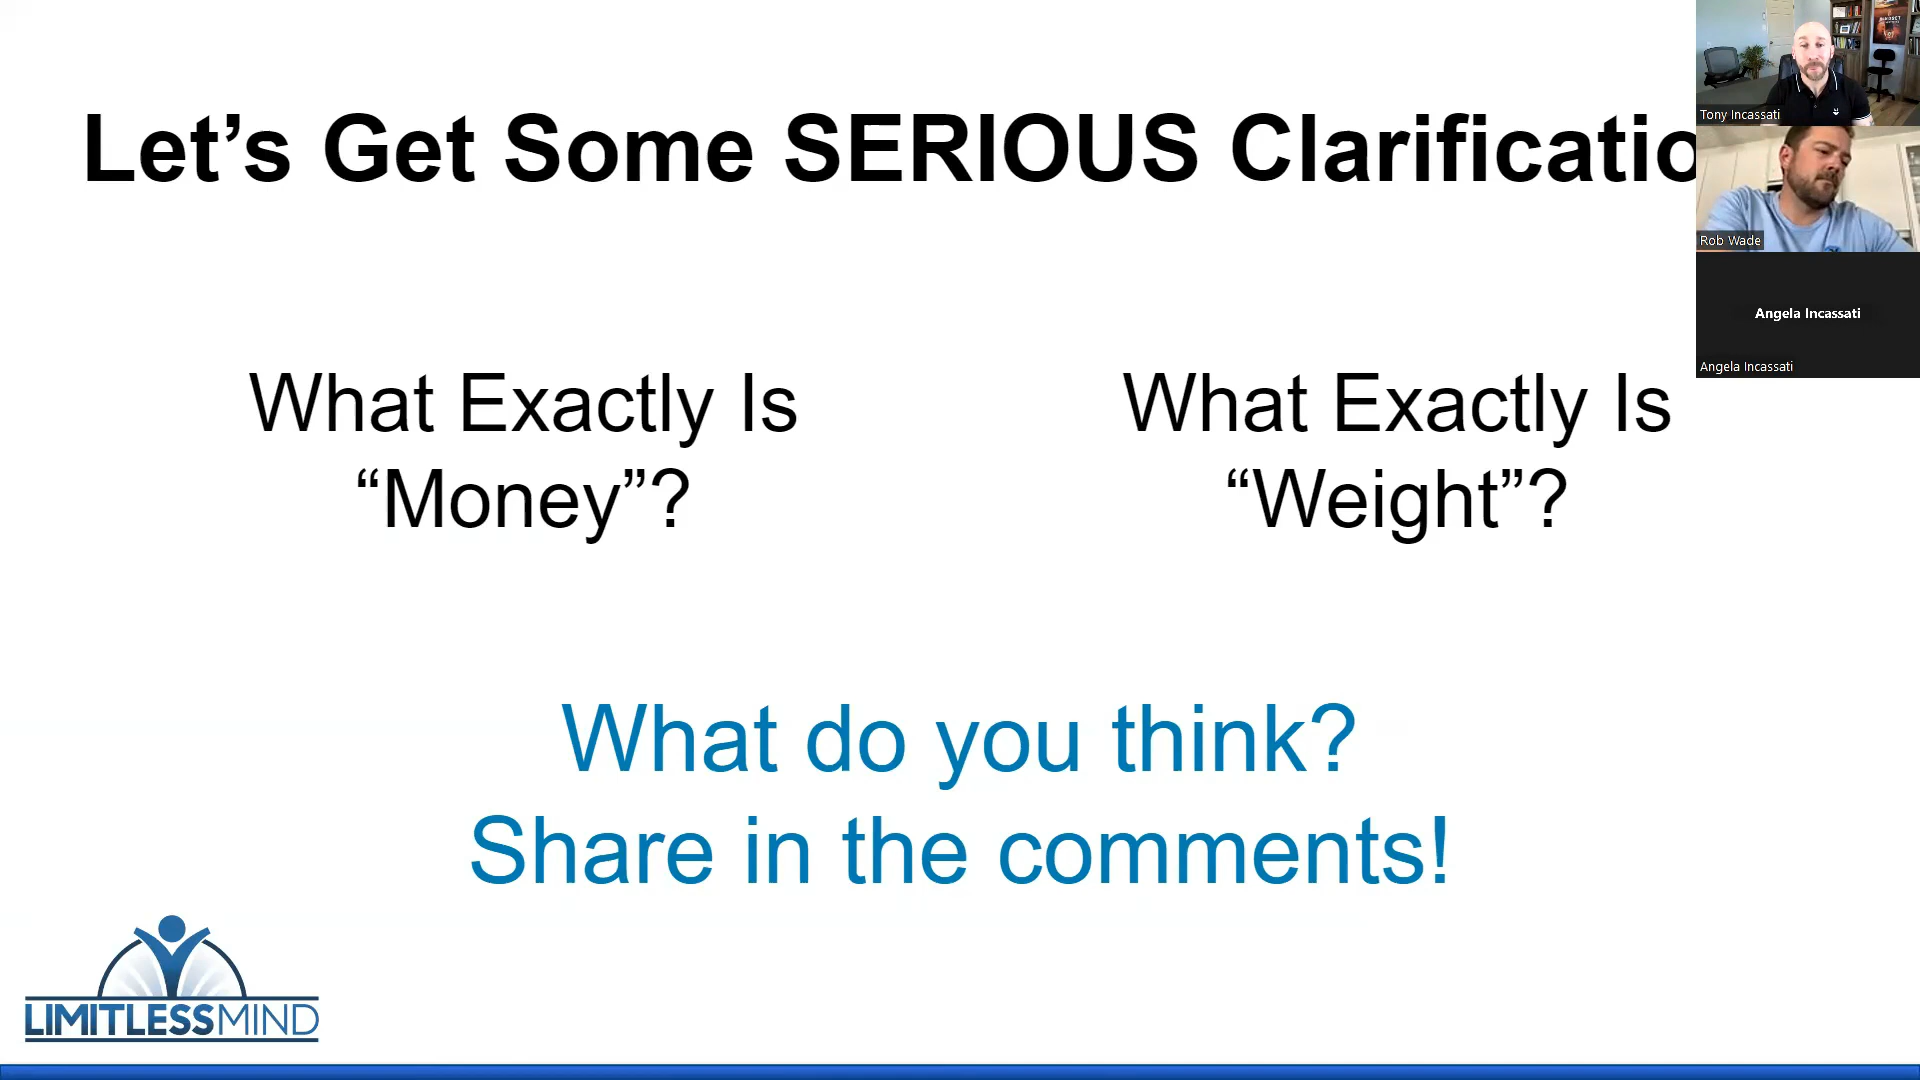 Let’s Get Some SERIOUS Clarificatio
What Exactly Is
“Money”?
What Exactly Is
“Weight”?
What do you think?
Share in the comments!
LIMITLESSMIND
Tony Incassati
Rob Wade
Angela Incassati
Angela Incassati